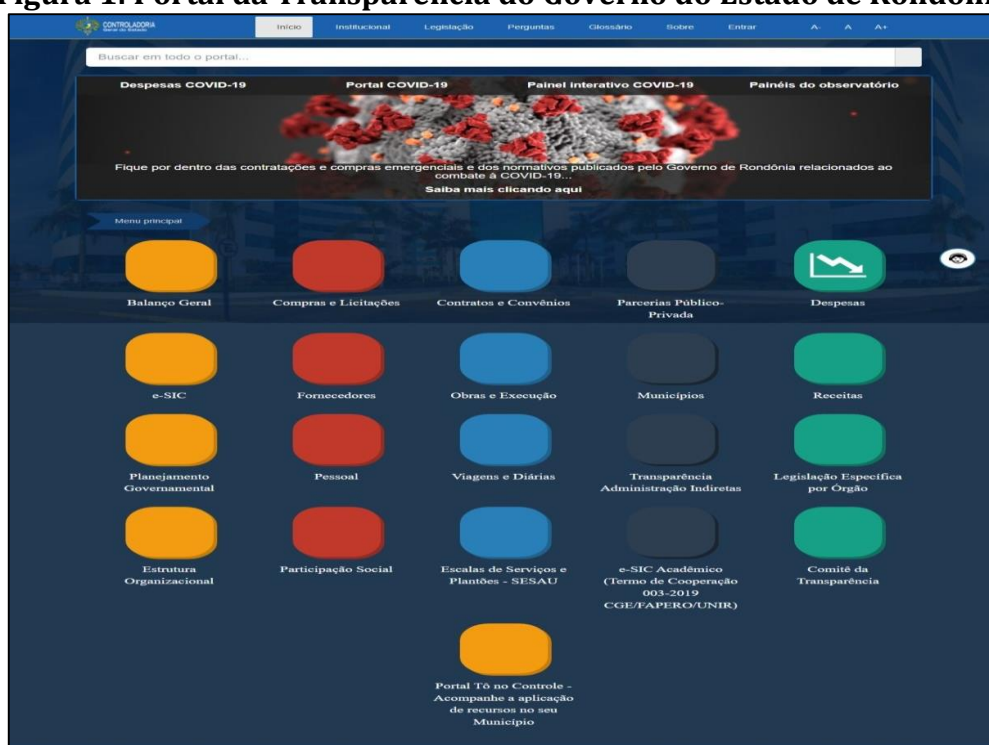 Figura 1: Portal da Transparência do Governo do Estado de Rondôni
CONTROLADORIA
Geral do Estado
Início Institucional Legislação Perguntas Glossário Sobre Entrar A- A A+
Buscar em todo o portal...
Despesas COVID-19 Portal COVID-19 Painel interativo COVID-19 Painéis do observatório
Fique por dentro das contratações e compras emergenciais e dos normativos publicados pelo Governo de Rondônia relacionados ao
combate à COVID-19...
Saiba mais clicando aqui
Menu principal
Balanço Geral Compras e Licitações Contratos e Convênios Parcerias Público-
Privada
Despesas
e-SIC Fornecedores Obras e Execução Municípios Receitas
Planejamento
Governamental
Pessoal
Viagens e Diárias
Transparência
Administração Indiretas
Legislação Específica
por Órgão
Estrutura
Organizacional
Participação Social
Escalas de Serviços e
Plantões - SESAU
e-SIC Acadêmico
(Termo de Cooperação
003-2019
CGE/FAPERO/UNIR)
Comitê da
Transparência
Portal Tô no Controle -
Acompanhe a aplicação
de recursos no seu
Município